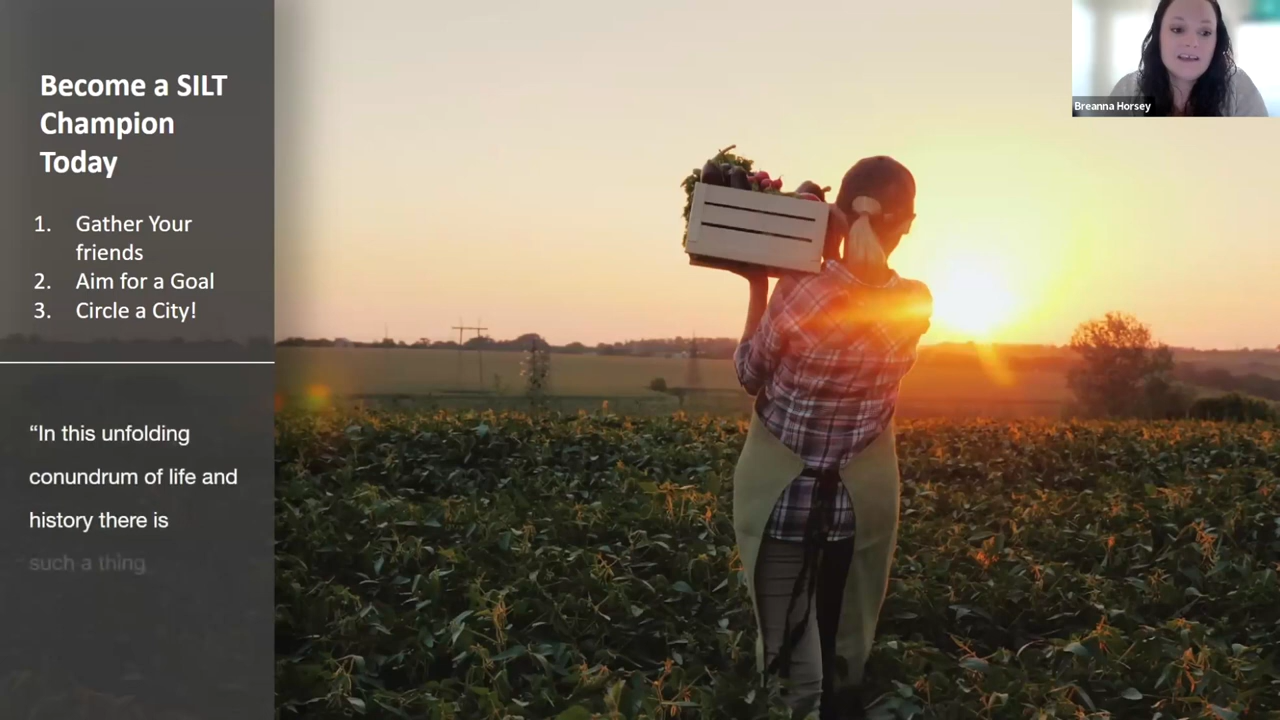 Become a SILT
Champion
Today
1. Gather Your
friends
2. Aim for a Goal
3. Circle a City!
“In this unfolding
conundrum of life and
history there is
such a thing
Breanna Horsey